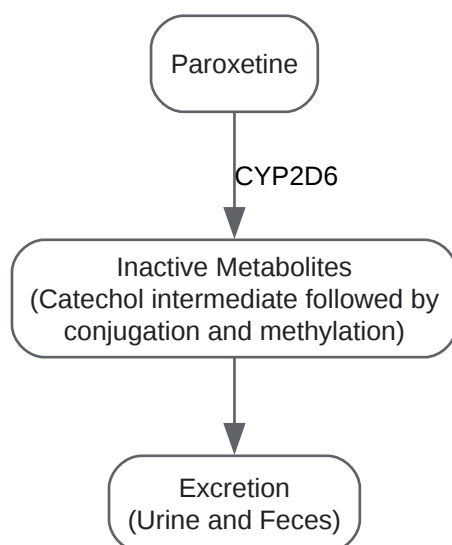 Paroxetine
CYP2D6
Inactive Metabolites
(Catechol intermediate followed by
conjugation and methylation)
Excretion
(Urine and Feces)